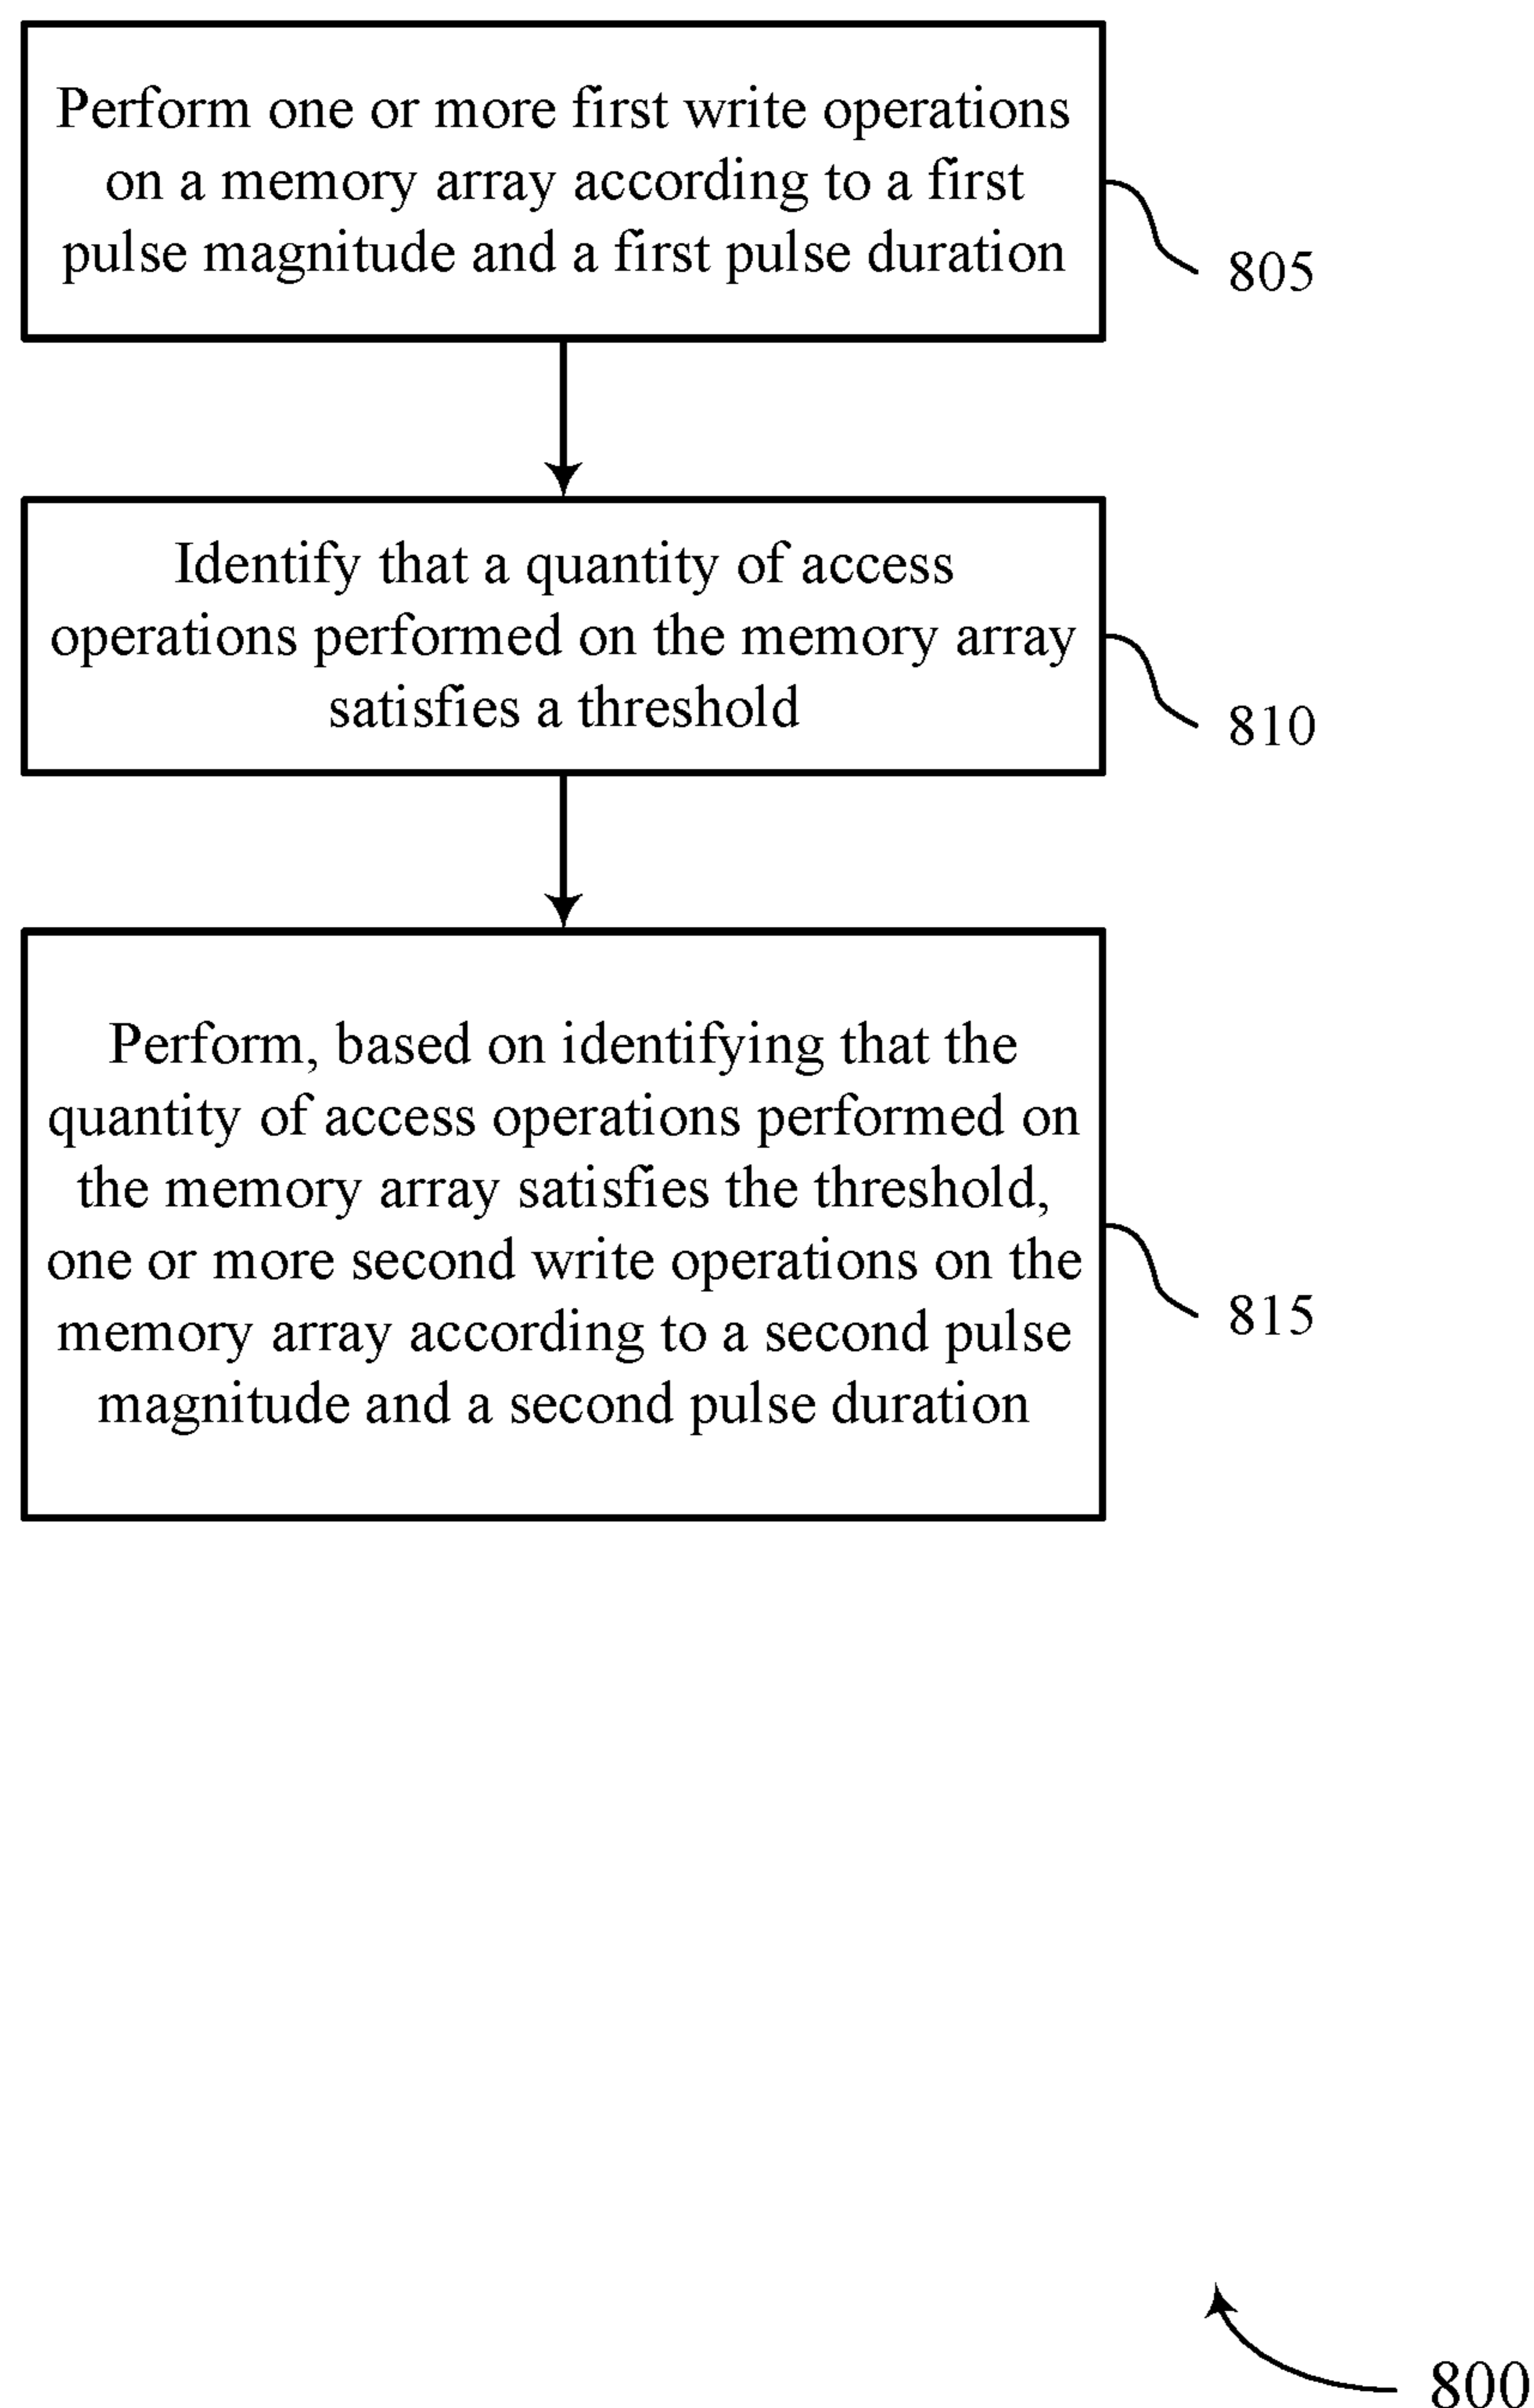 Perform one or more first write operations
on a memory array according to a first
pulse magnitude and a first pulse duration
805
Identify that a quantity of access
operations performed on the memory array
satisfies a threshold
810
Perform, based on identifying that the
quantity of access operations performed on
the memory array satisfies the threshold,
one or more second write operations on the
memory array according to a second pulse
magnitude and a second pulse duration
815
800